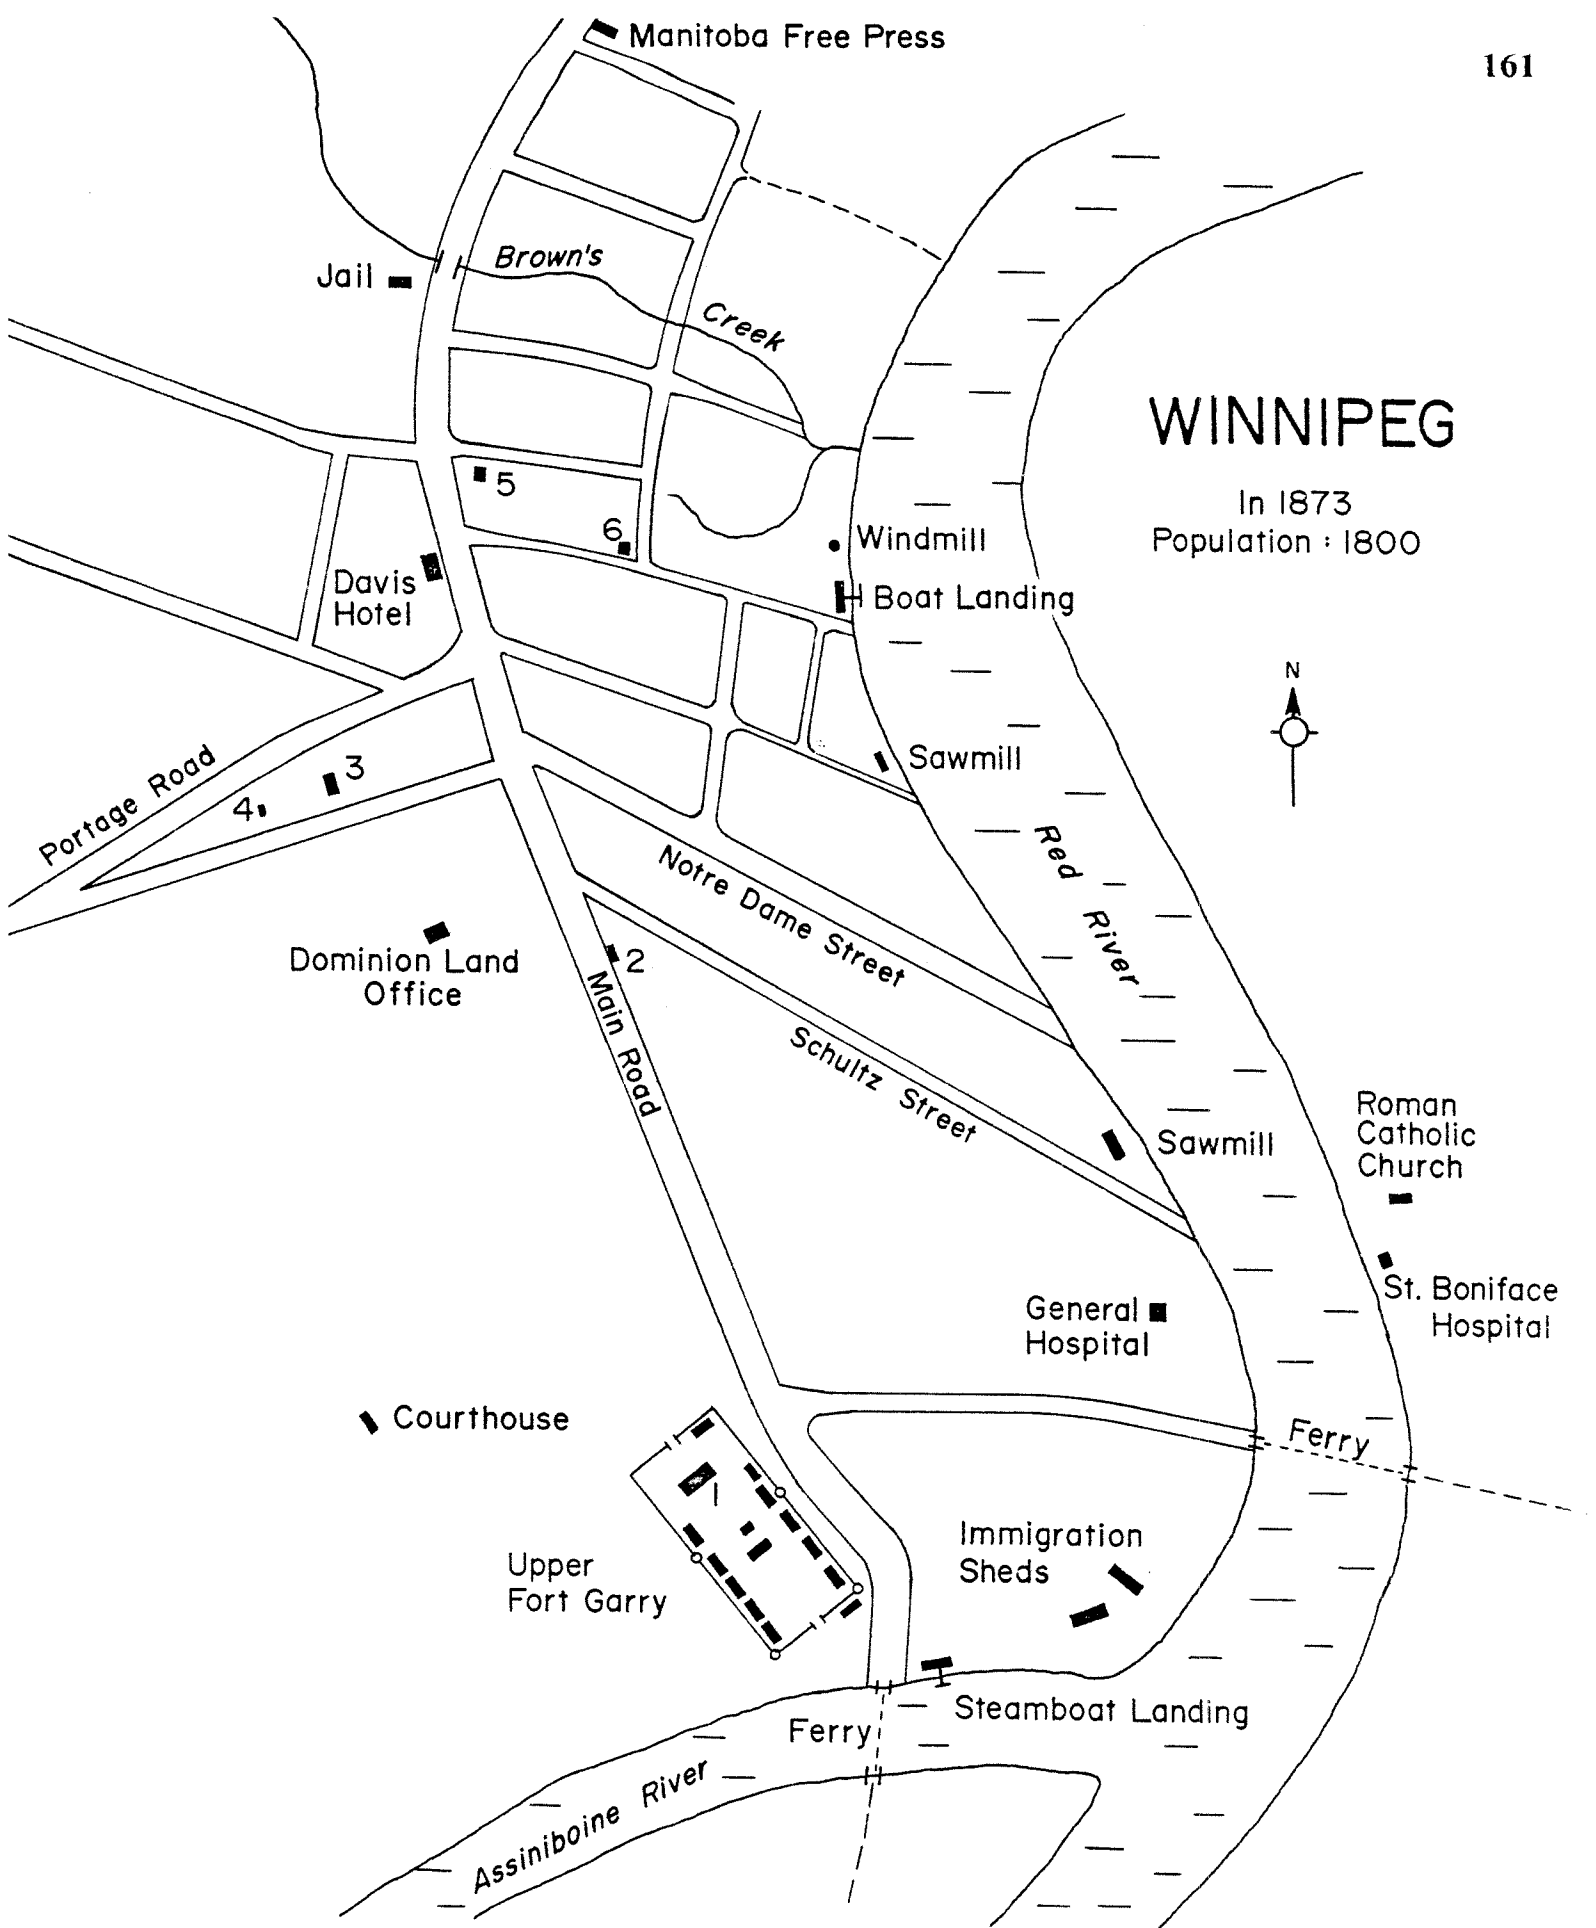 Manitoba Free Press
161
Brown's
Creek
Jail
WINNIPEG
In 1873
Population : 1800
5
6
Windmill
Davis
Hotel
Boat Landing
N
Portage Road
3
4
Sawmill
Red River
Notre Dame Street
Dominion Land
Office
2
Main Road
Schultz Street
Sawmill
Roman
Catholic
Church
St. Boniface
Hospital
General
Hospital
Courthouse
Ferry
1
Upper
Fort Garry
Immigration
Sheds
Steamboat Landing
Ferry
Assiniboine River